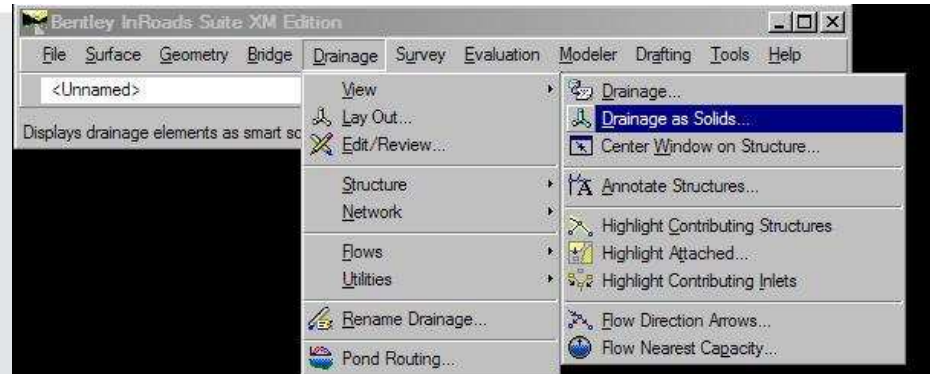 Bentley InRoads Suite XM Edition
File Surface Geometry Bridge Drainage Survey Evaluation Modeler Drafting Tools Help
<Unnamed>
Displays drainage elements as smart so
View
Lay Out...
Edit/Review...
Structure
Network
Flows
Utilities
Rename Drainage...
Pond Routing...
Drainage...
Drainage as Solids...
Center Window on Structure...
Annotate Structures...
Highlight Contributing Structures
Highlight Attached...
Highlight Contributing Inlets
Flow Direction Arrows...
Flow Nearest Capacity...